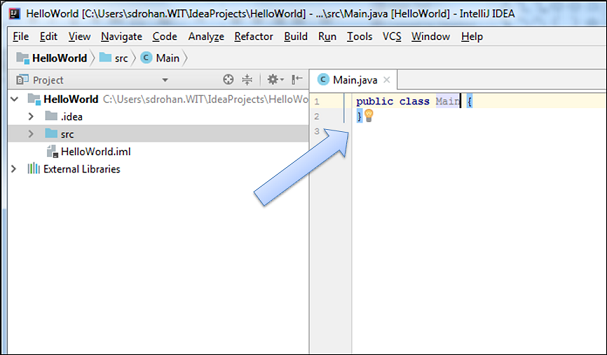 HelloWorld [C:\Users\sdrohan.WIT\IdeaProjects\HelloWorld] - ...\src\Main.java [HelloWorld] - IntelliJ IDEA
File Edit View Navigate Code Analyze Refactor Build Run Tools VCS Window Help
HelloWorld src Main
Project
Main.java
HelloWorld C:\Users\sdrohan.WIT\IdeaProjects\HelloWo
.idea
src
HelloWorld.iml
External Libraries
1 public class Main {
2 }
3